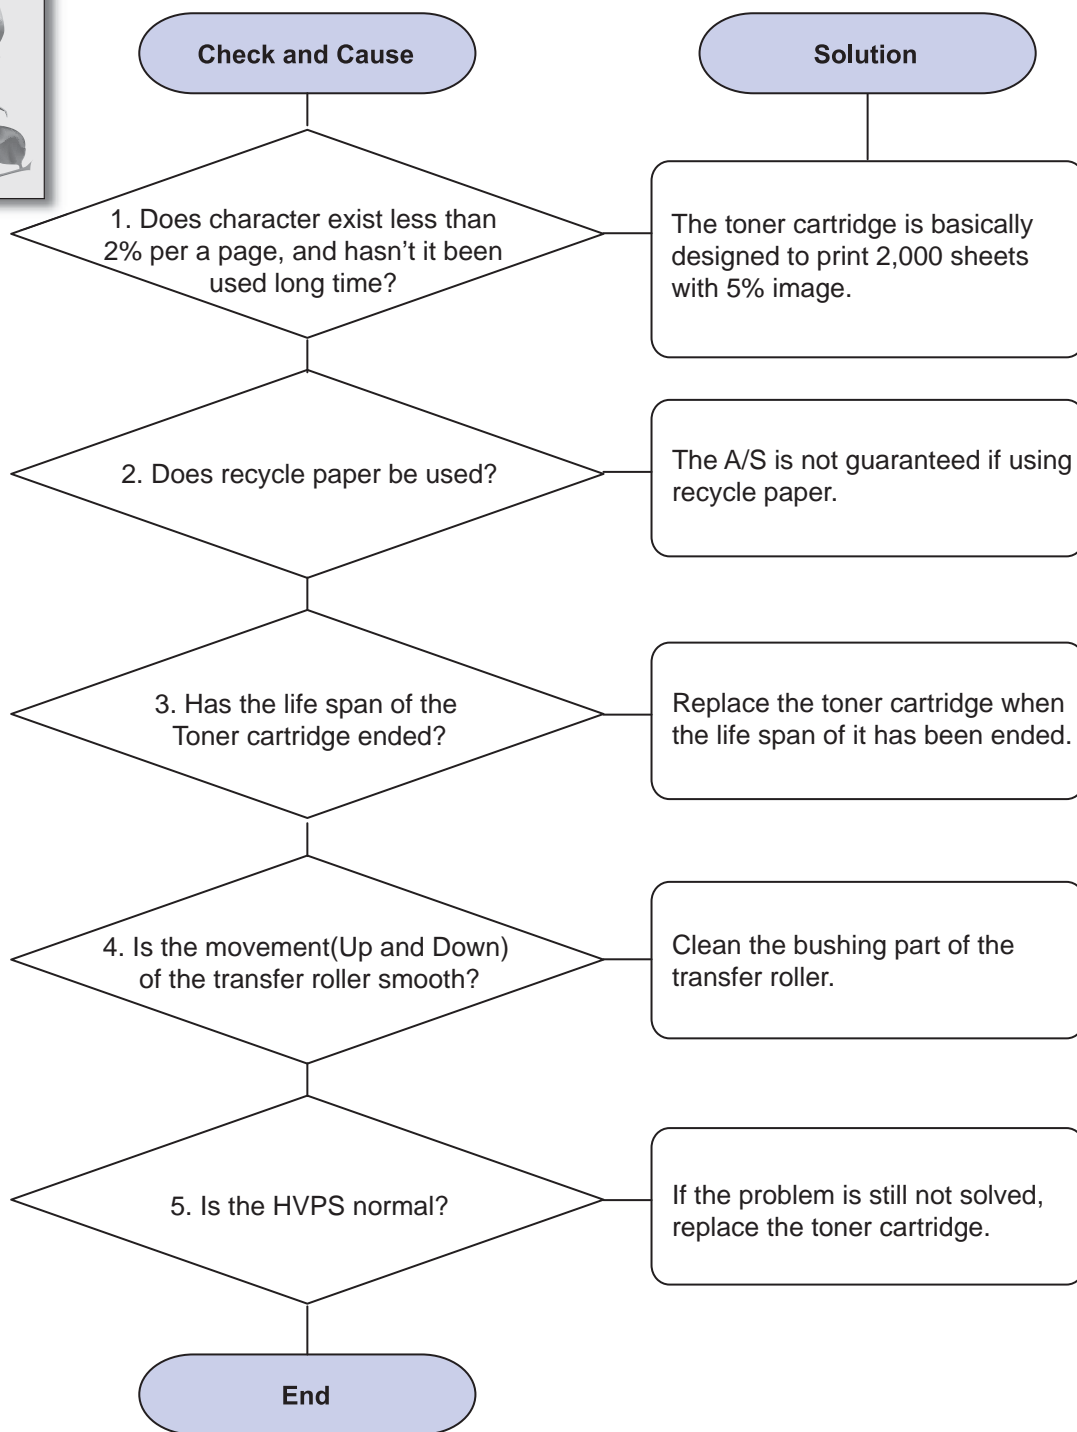 Check and Cause
Solution
1. Does character exist less than
2% per a page, and hasn’t it been
used long time?
The toner cartridge is basically
designed to print 2,000 sheets
with 5% image.
2. Does recycle paper be used?
The A/S is not guaranteed if using
recycle paper.
3. Has the life span of the
Toner cartridge ended?
Replace the toner cartridge when
the life span of it has been ended.
4. Is the movement(Up and Down)
of the transfer roller smooth?
Clean the bushing part of the
transfer roller.
5. Is the HVPS normal?
If the problem is still not solved,
replace the toner cartridge.
End